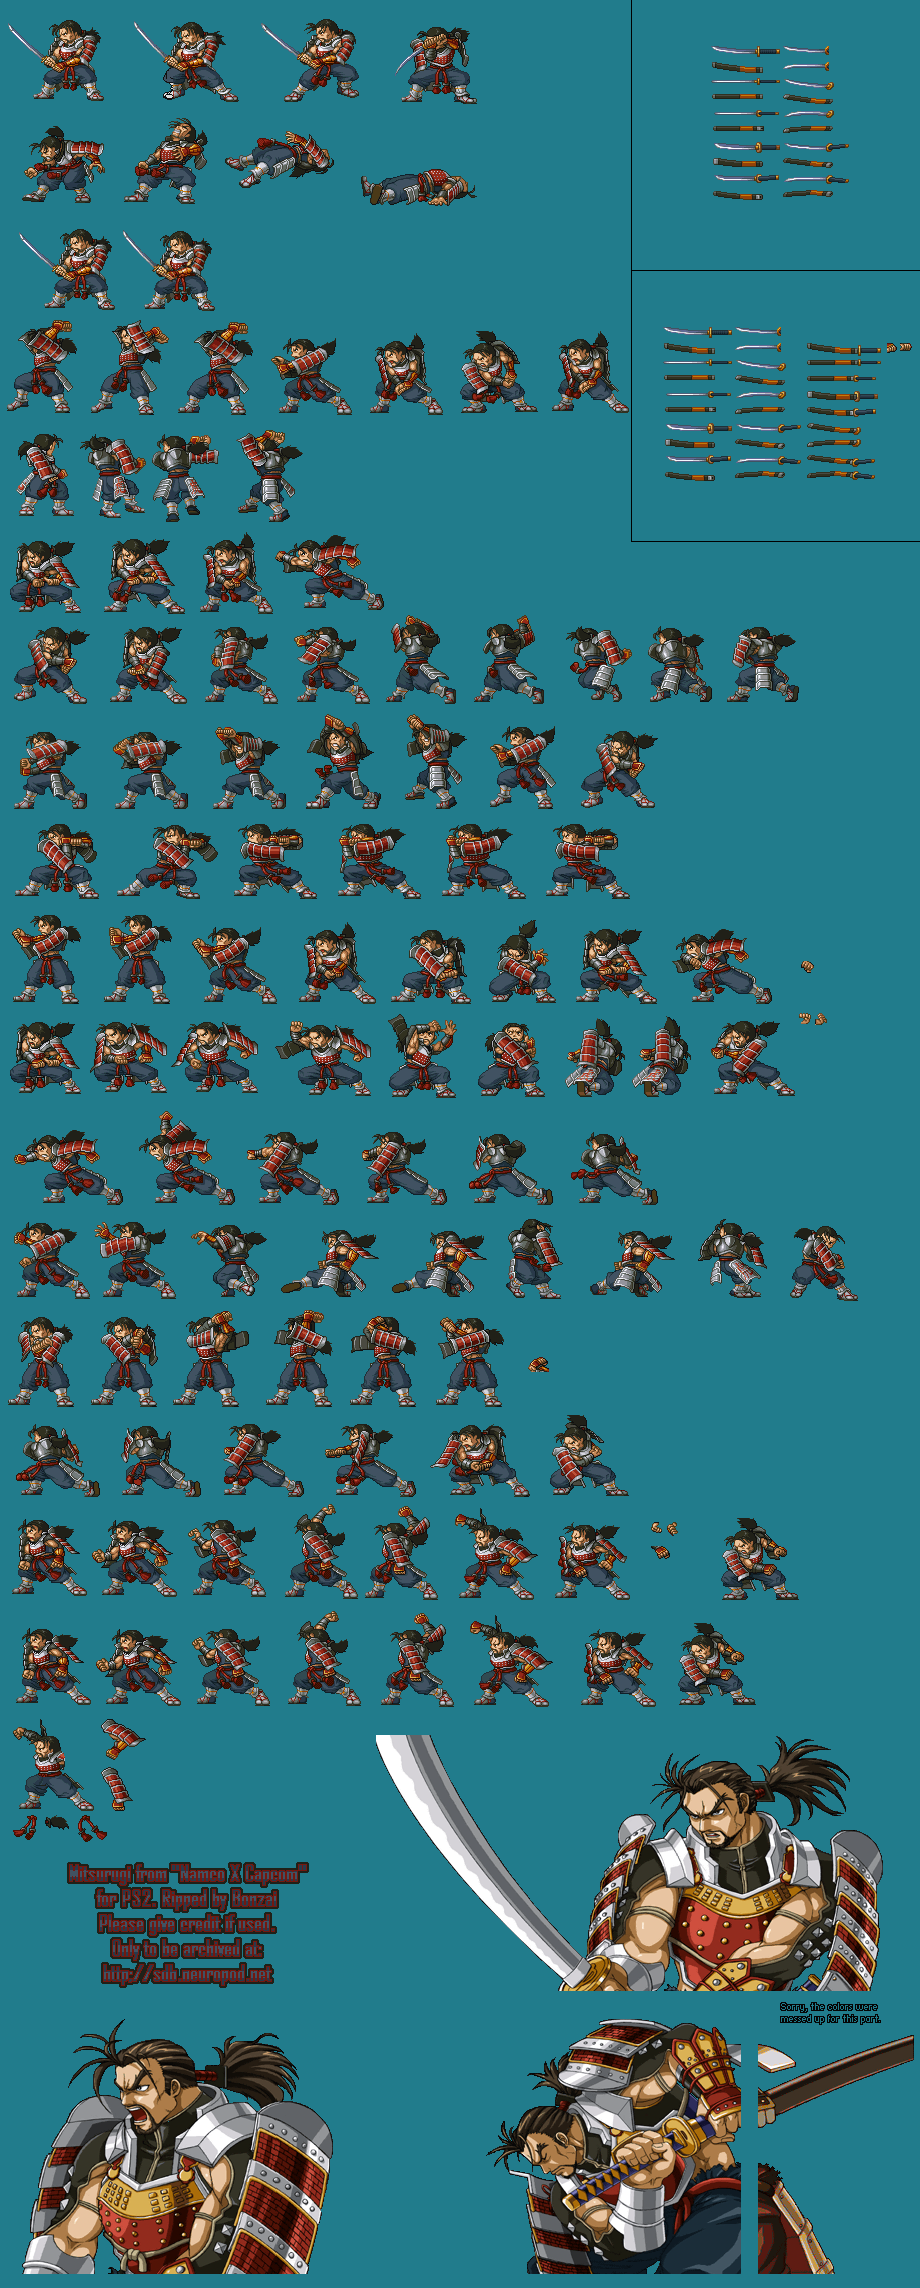 Mitsurugi from "Namco X Capcom"
for PS2. Ripped by Bonzai
Please give credit if used.
Only to be archived at:
http://sdb.neuropod.net
Sorry, the colors were
messed up for this part.